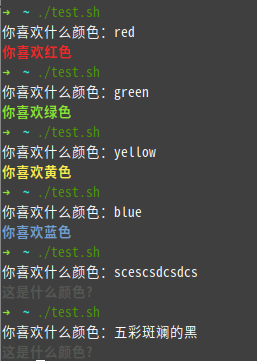 ➜ ~ ./test.sh
你喜欢什么颜色：red
你喜欢红色
➜ ~ ./test.sh
你喜欢什么颜色：green
你喜欢绿色
➜ ~ ./test.sh
你喜欢什么颜色：yellow
你喜欢黄色
➜ ~ ./test.sh
你喜欢什么颜色：blue
你喜欢蓝色
➜ ~ ./test.sh
你喜欢什么颜色：scescsdcsdcs
这是什么颜色?
➜ ~ ./test.sh
你喜欢什么颜色：五彩斑斓的黑
这是什么颜色?